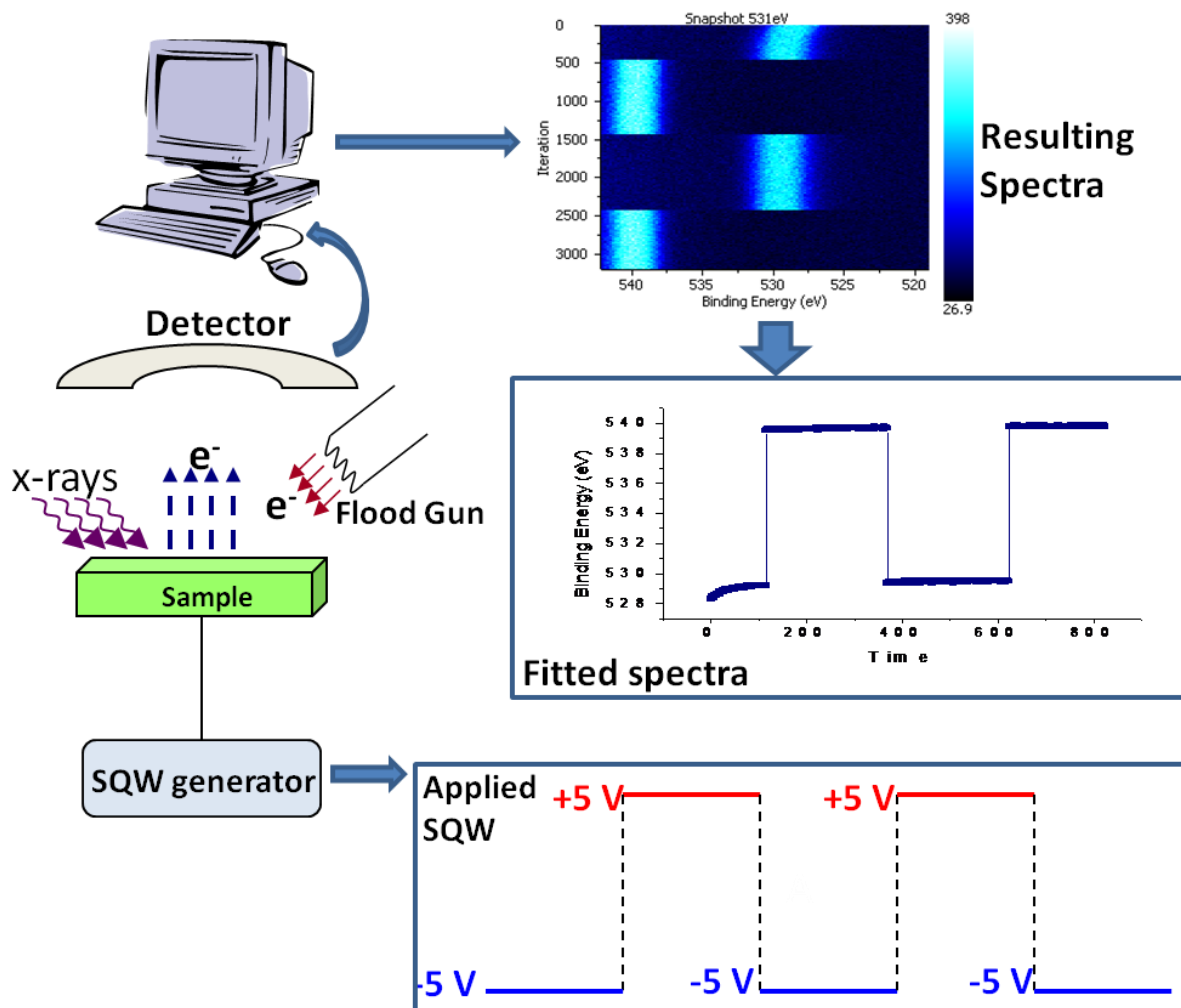 Snapshot 531eV
398
0
500
1000
1500
2000
2500
3000
Iteration
540
535
530
525
520
Binding Energy (eV)
26.9
Resulting
Spectra
Detector
x-rays
e-
e-
Flood Gun
Sample
540
538
536
534
532
530
528
Binding Energy (eV)
0
200
400
600
800
Time
Fitted spectra
SQW generator
Applied
SQW
+5 V
+5 V
-5 V
-5 V
-5 V